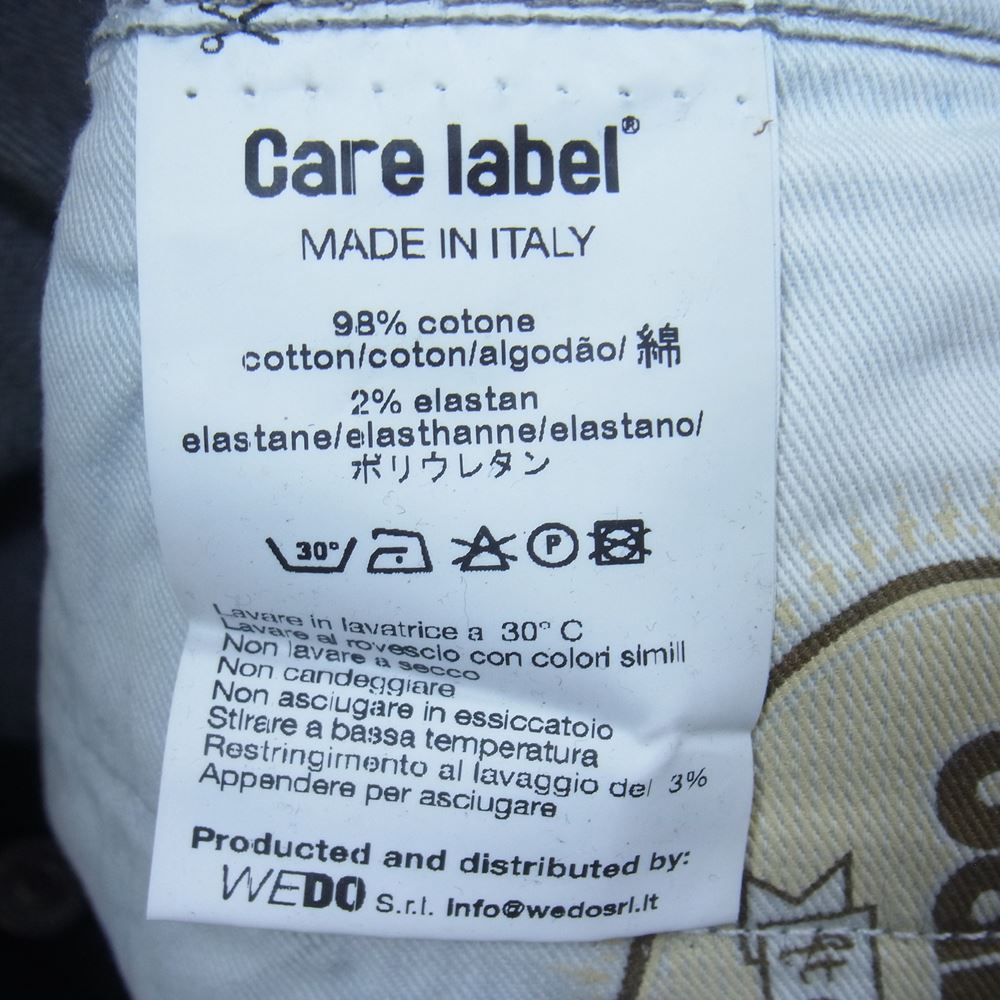 Care label®
MADE IN ITALY
98% cotone
cotton/coton/algodão/ 綿
2% elastan
elastane/elasthanne/elastano/
ポリウレタン
30° P
Lavare in lavatrice a 30° C
Lavare al rovescio con colori simili
Non lavare a secco
Non candeggiare
Non asciugare in essiccatoio
Stirare a bassa temperatura
Restringimento al lavaggio del 3%
Appendere per asciugare
Producted and distributed by:
WEDO S.r.l. info@wedosrl.it